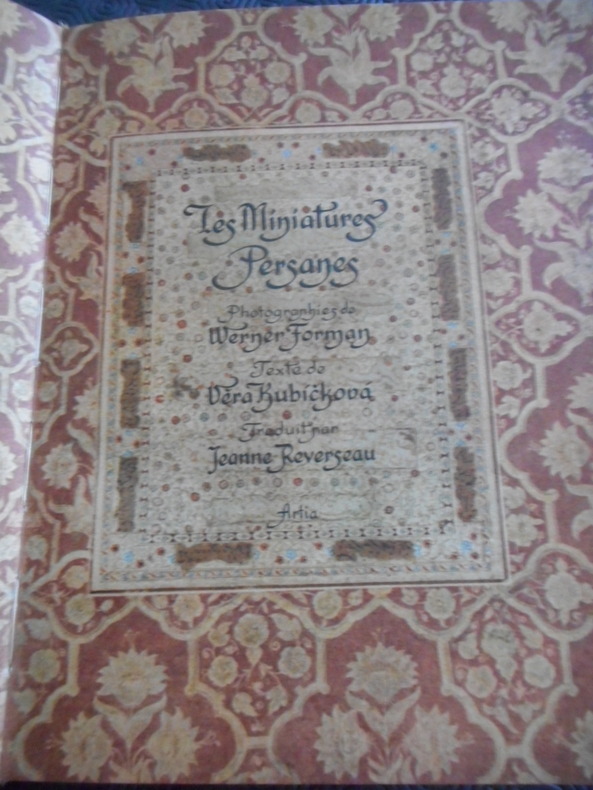 Les Miniatures
Persanes
Photographies de
Werner Forman
Texte de
Věra Kubíčková
Traduit par
Jeanne Reverseau
Artia